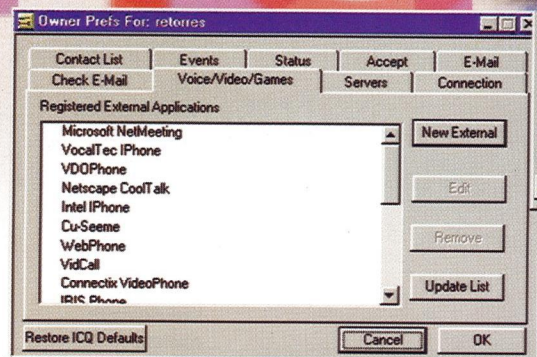 Owner Prefs For: retorres
Contact List Events Status Accept E-Mail
Check E-Mail Voice/Video/Games Servers Connection
Registered External Applications
Microsoft NetMeeting
VocalTec IPhone
VDOPhone
Netscape CoolTalk
Intel IPhone
Cu-Seeme
WebPhone
VidCall
Connectix VideoPhone
IRIS Phone
New External
Edit
Remove
Update List
Restore ICQ Defaults Cancel OK